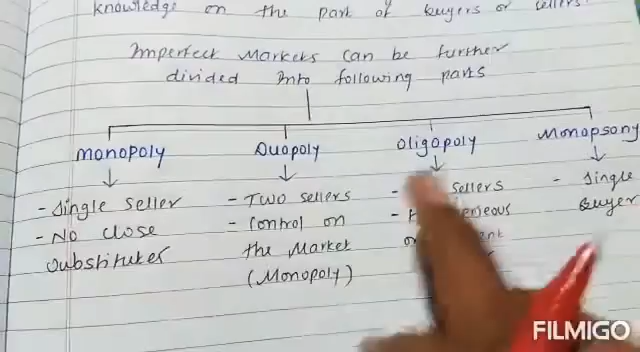 knowledge on the part of buyers or sellers.
Imperfect Markets can be further
divided into following parts
Monopoly
- Single seller
- No close
substitutes
Duopoly
- Two sellers
- control on
the Market
(Monopoly)
Oligopoly
- sellers
-
or
Monopsony
- Single
Buyer
FILMIGO